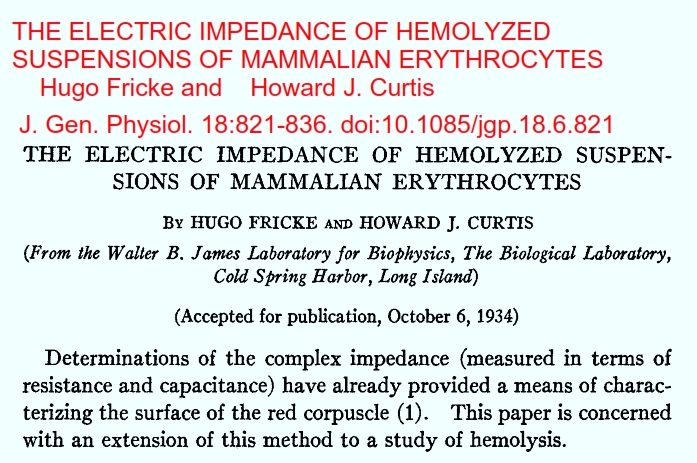 THE ELECTRIC IMPEDANCE OF HEMOLYZED
SUSPENSIONS OF MAMMALIAN ERYTHROCYTES
Hugo Fricke and Howard J. Curtis
J. Gen. Physiol. 18:821-836. doi:10.1085/jgp.18.6.821
THE ELECTRIC IMPEDANCE OF HEMOLYZED SUSPEN-
SIONS OF MAMMALIAN ERYTHROCYTES
By HUGO FRICKE AND HOWARD J. CURTIS
(From the Walter B. James Laboratory for Biophysics, The Biological Laboratory,
Cold Spring Harbor, Long Island)
(Accepted for publication, October 6, 1934)
Determinations of the complex impedance (measured in terms of
resistance and capacitance) have already provided a means of charac-
terizing the surface of the red corpuscle (1). This paper is concerned
with an extension of this method to a study of hemolysis.